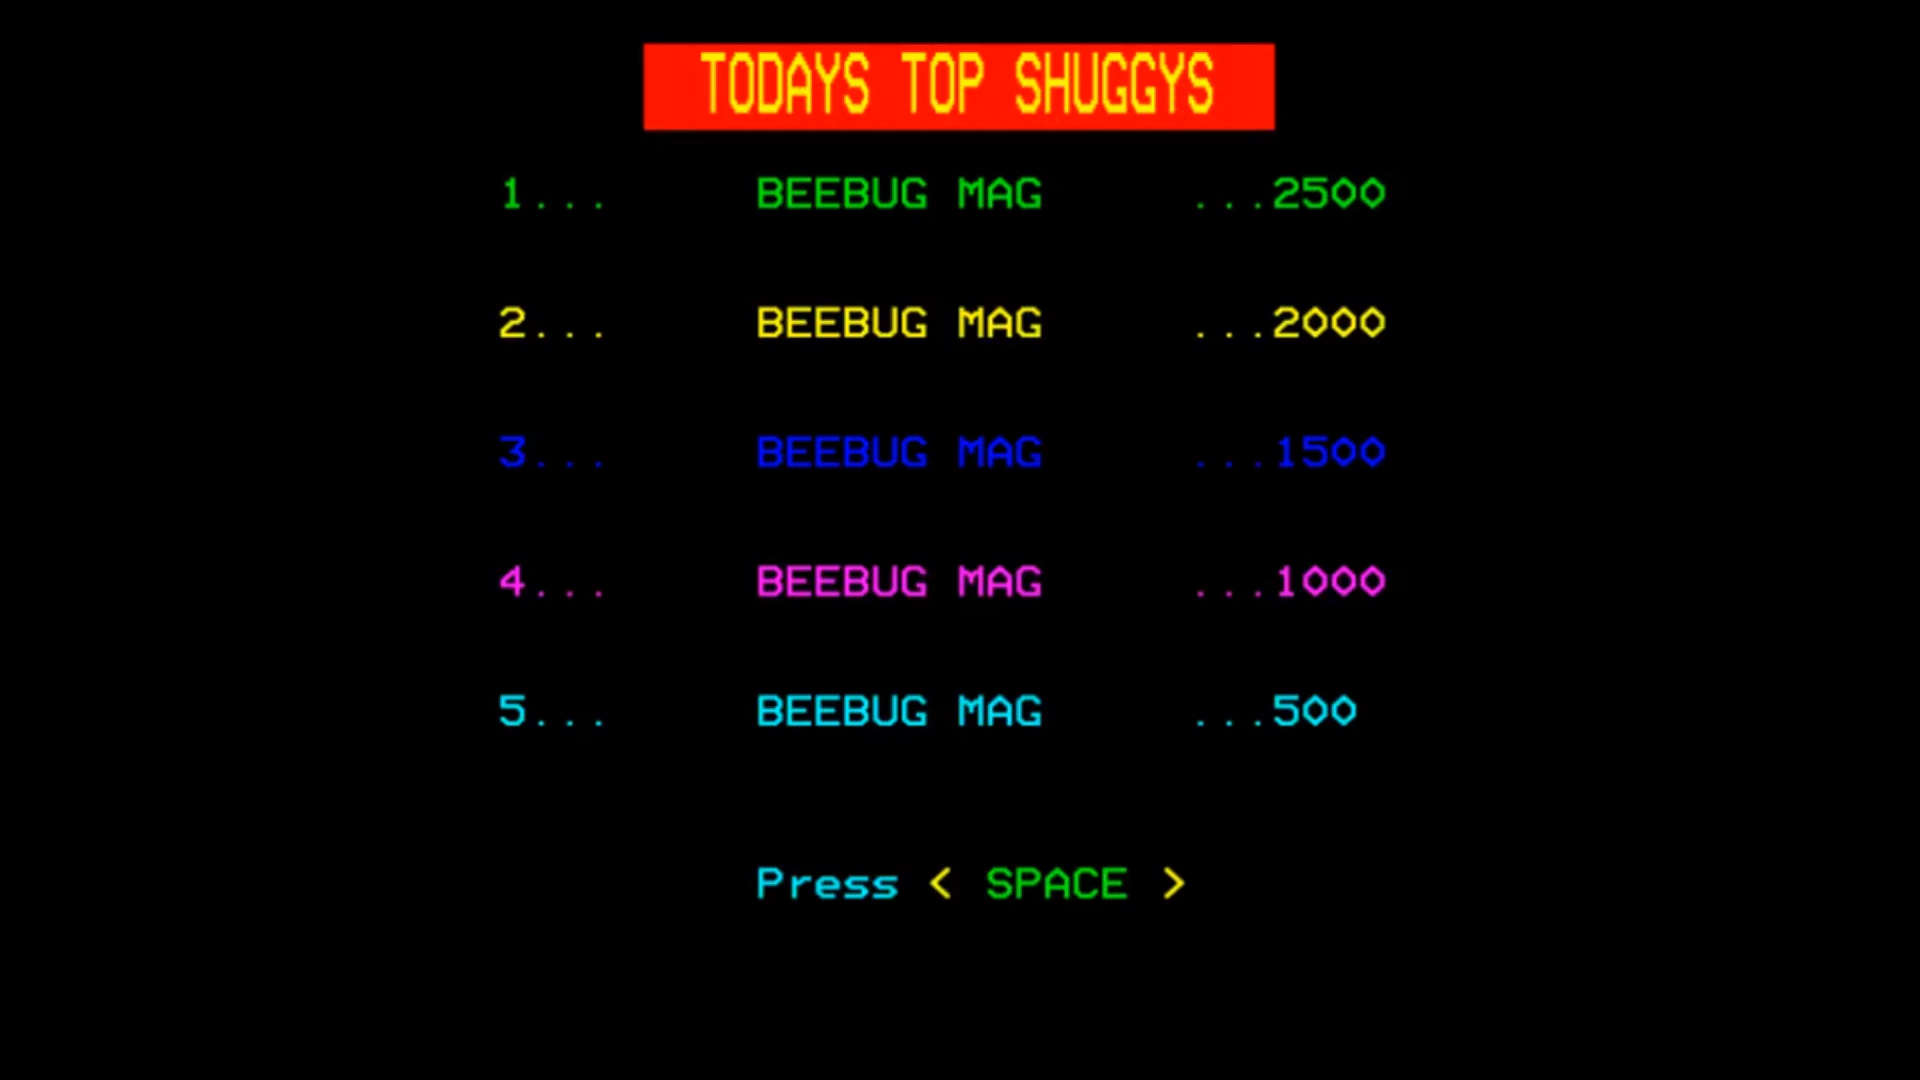 TODAYS TOP SHUGGYS
1... BEEBUG MAG ...2500
2... BEEBUG MAG ...2000
3... BEEBUG MAG ...1500
4... BEEBUG MAG ...1000
5... BEEBUG MAG ...500
Press < SPACE >